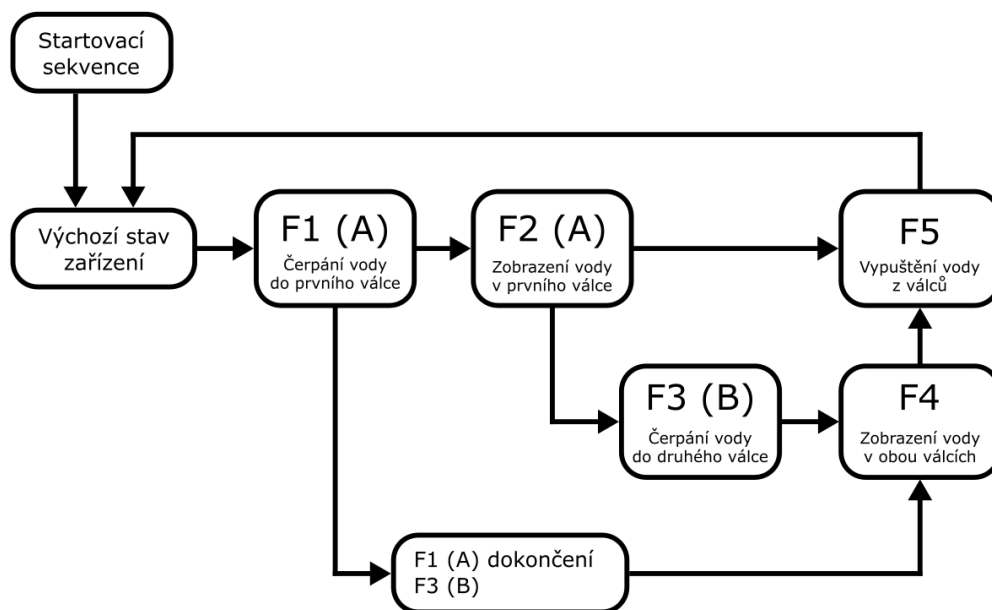 Startovací
sekvence
Výchozí stav
zařízení
F1 (A)
Čerpání vody
do prvního válce
F2 (A)
Zobrazení vody
v prvního válce
F5
Vypuštění vody
z válců
F3 (B)
Čerpání vody
do druhého válce
F4
Zobrazení vody
v obou válcích
F1 (A) dokončení
F3 (B)